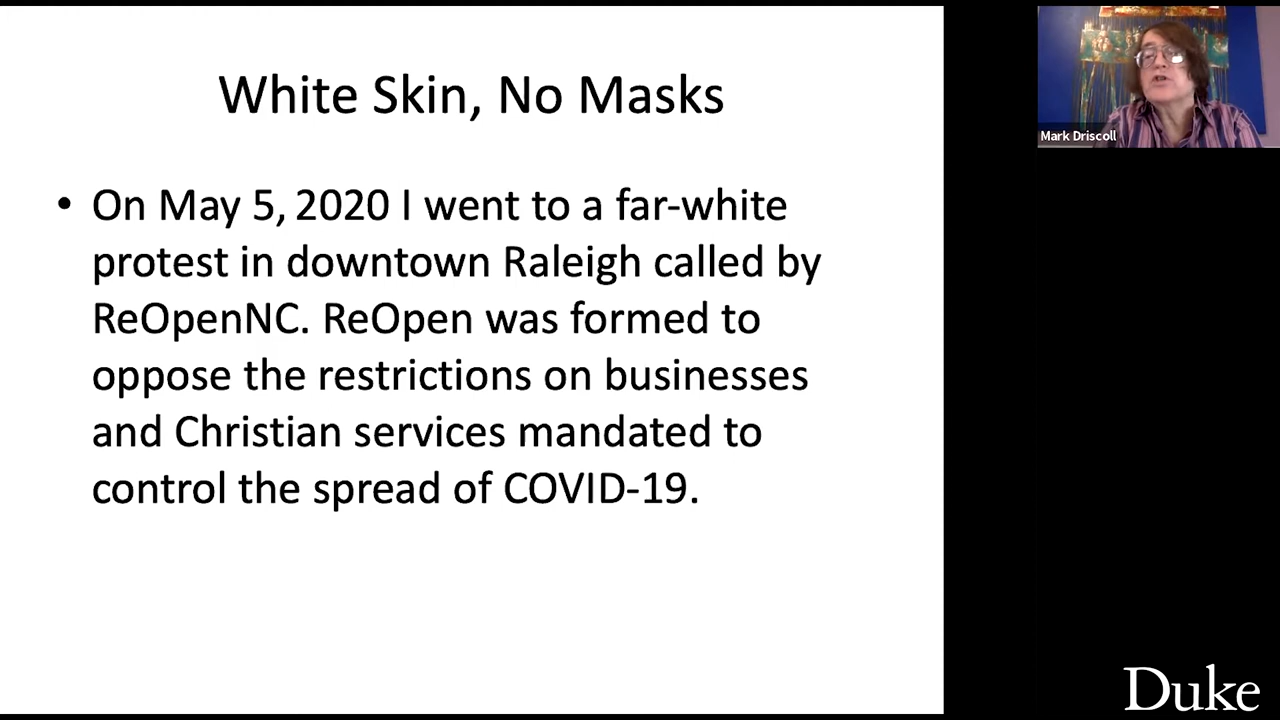 White Skin, No Masks
• On May 5, 2020 I went to a far-white
protest in downtown Raleigh called by
ReOpenNC. ReOpen was formed to
oppose the restrictions on businesses
and Christian services mandated to
control the spread of COVID-19.
Mark Driscoll
Duke